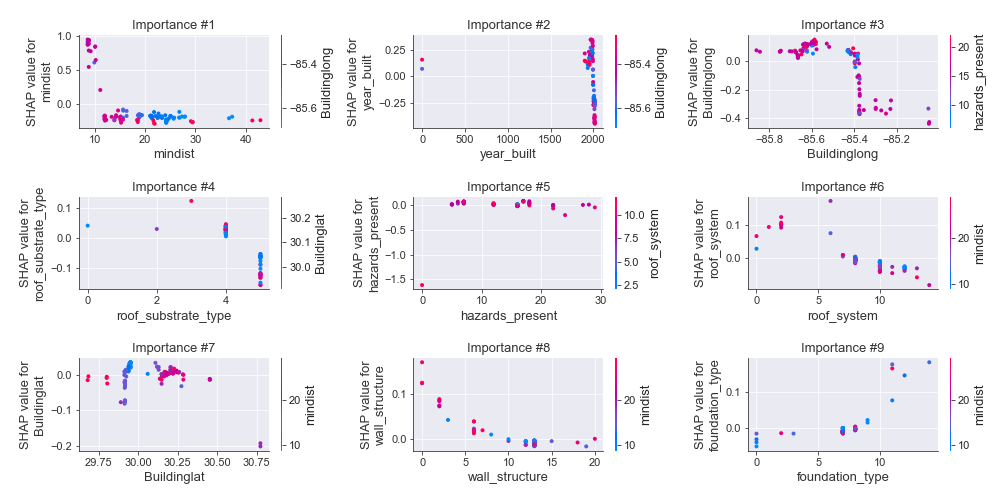 Importance #1
SHAP value for
mindist
1.0
0.5
0.0
10
20
30
40
mindist
−85.4
−85.6
Buildinglong
Importance #2
SHAP value for
year_built
0.25
0.00
−0.25
0
500
1000
1500
2000
year_built
−85.4
−85.6
Buildinglong
Importance #3
SHAP value for
Buildinglong
0.0
−0.2
−0.4
−85.8
−85.6
−85.4
−85.2
Buildinglong
20
15
10
hazards_present
Importance #4
SHAP value for
roof_substrate_type
0.1
0.0
−0.1
0
2
4
roof_substrate_type
30.2
30.1
30.0
Buildinglat
Importance #5
SHAP value for
hazards_present
0.0
−0.5
−1.0
−1.5
0
10
20
30
hazards_present
10.0
7.5
5.0
2.5
roof_system
Importance #6
SHAP value for
roof_system
0.1
0.0
0
5
10
roof_system
20
10
mindist
Importance #7
SHAP value for
Buildinglat
0.0
−0.1
−0.2
29.75
30.00
30.25
30.50
30.75
Buildinglat
20
10
mindist
Importance #8
SHAP value for
wall_structure
0.1
0.0
0
5
10
15
20
wall_structure
20
10
mindist
Importance #9
SHAP value for
foundation_type
0.1
0.0
0
5
10
foundation_type
20
10
mindist